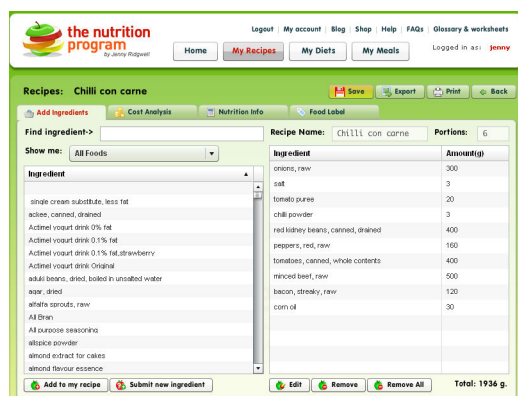 the nutrition
program
by Jenny Ridgwell
Logout | My account | Blog | Shop | Help | FAQs | Glossary & worksheets
Home My Recipes My Diets My Meals Logged in as: jenny
Recipes: Chilli con carne Save Export Print Back
Add Ingredients Cost Analysis Nutrition Info Food Label
Find ingredient-> Recipe Name: Chilli con carne Portions: 6
Show me: All Foods
Ingredient
single cream substitute, less fat
ackee, canned, drained
Actimel yogurt drink 0% fat
Actimel yogurt drink 0.1% fat
Actimel yogurt drink 0.1% fat,strawberry
Actimel yogurt drink Original
aduki beans, dried, boiled in unsalted water
agar, dried
alfalfa sprouts, raw
All Bran
All purpose seasoning
allspice powder
almond extract for cakes
almond flavour essence
Add to my recipe Submit new ingredient
Ingredient Amount(g)
onions, raw 300
salt 3
tomato puree 20
chilli powder 3
red kidney beans, canned, drained 400
peppers, red, raw 160
tomatoes, canned, whole contents 400
minced beef, raw 500
bacon, streaky, raw 120
corn oil 30
Edit Remove Remove All Total: 1936 g.